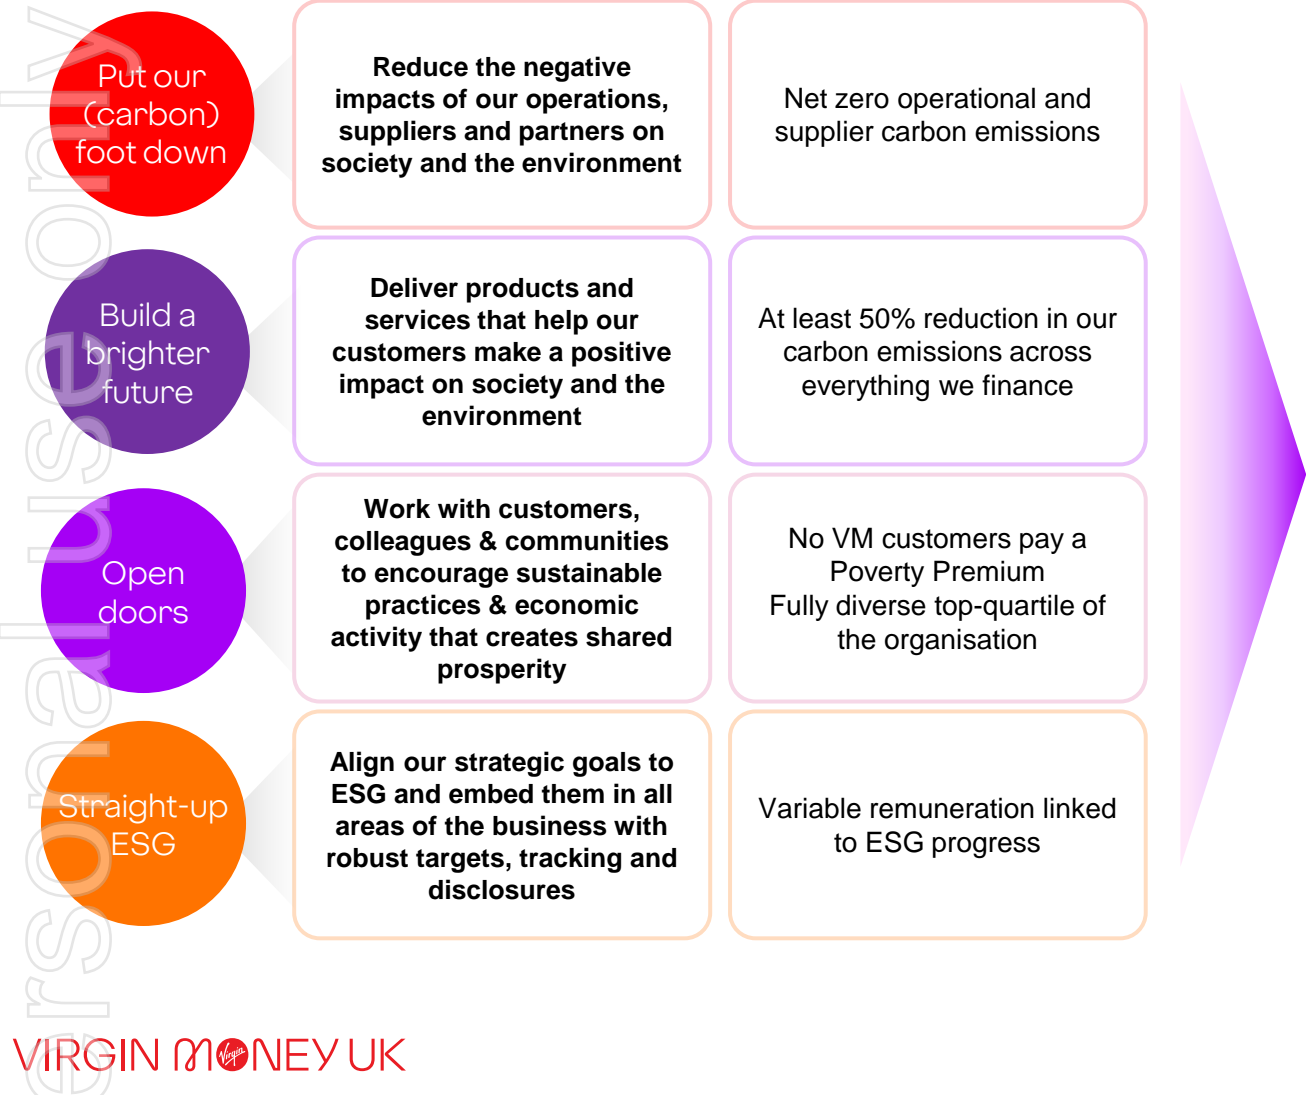 Put our
(carbon)
foot down
Reduce the negative
impacts of our operations,
suppliers and partners on
society and the environment
Net zero operational and
supplier carbon emissions
Build a
brighter
future
Deliver products and
services that help our
customers make a positive
impact on society and the
environment
At least 50% reduction in our
carbon emissions across
everything we finance
Open
doors
Work with customers,
colleagues & communities
to encourage sustainable
practices & economic
activity that creates shared
prosperity
No VM customers pay a
Poverty Premium
Fully diverse top-quartile of
the organisation
Straight-up
ESG
Align our strategic goals to
ESG and embed them in all
areas of the business with
robust targets, tracking and
disclosures
Variable remuneration linked
to ESG progress
ersonal use only
VIRGIN MONEY UK
Virgin